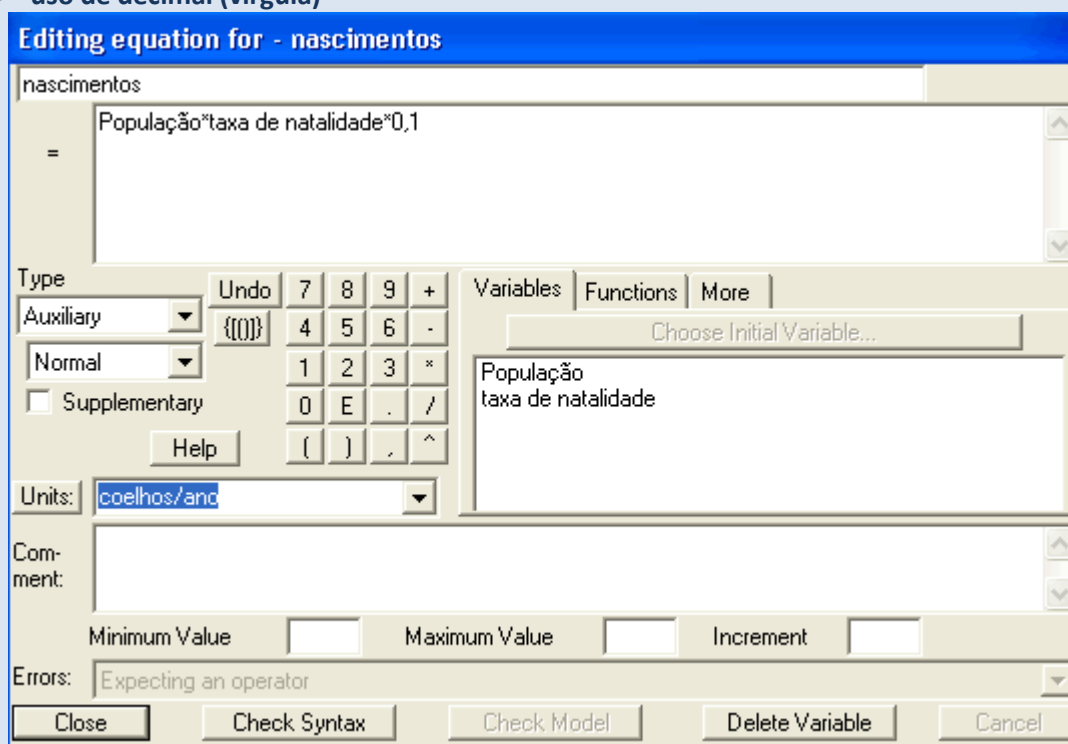 uso de decimal (vírgula)
Editing equation for - nascimentos
nascimentos
=
População*taxa de natalidade*0,1
Type
Undo 7 8 9 +
Variables Functions More
Auxiliary
{[()]} 4 5 6 -
Choose Initial Variable...
Normal
1 2 3 *
População
taxa de natalidade
Supplementary
0 E . /
Help
( ) , ^
Units: coelhos/ano
Com-
ment:
Minimum Value Maximum Value Increment
Errors: Expecting an operator
Close Check Syntax Check Model Delete Variable Cancel